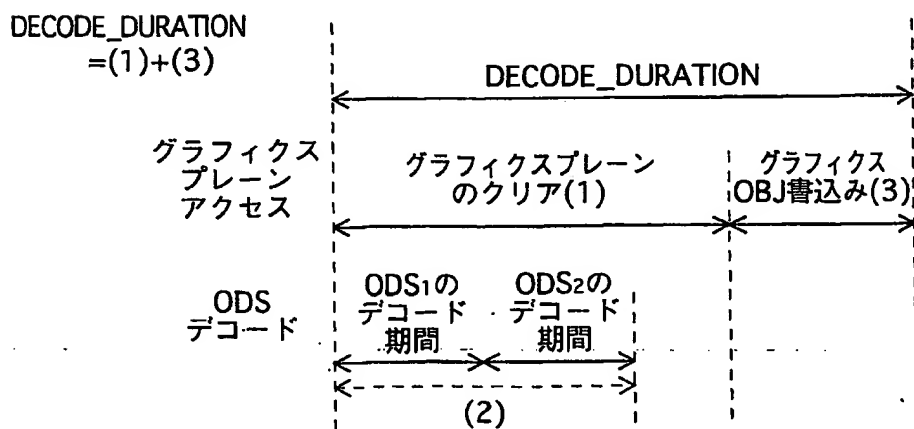 DECODE_DURATION
=(1)+(3)
DECODE_DURATION
グラフィクス
プレーン
アクセス
グラフィクスプレーン
のクリア(1)
グラフィクス
OBJ書込み(3)
ODS
デコード
ODS1の
デコード
期間
ODS2の
デコード
期間
(2)